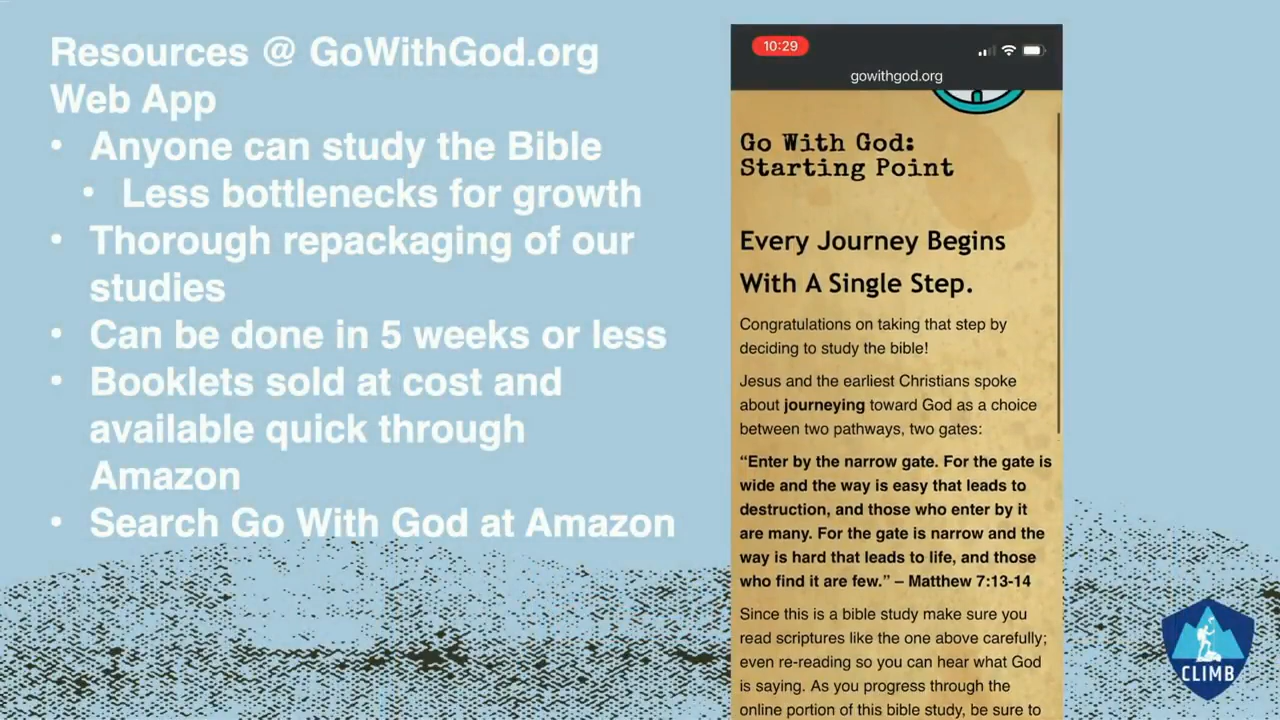 Resources @ GoWithGod.org
Web App
• Anyone can study the Bible
• Less bottlenecks for growth
• Thorough repackaging of our
studies
• Can be done in 5 weeks or less
• Booklets sold at cost and
available quick through
Amazon
• Search Go With God at Amazon
10:29
gowithgod.org
Go With God:
Starting Point
Every Journey Begins
With A Single Step.
Congratulations on taking that step by
deciding to study the bible!
Jesus and the earliest Christians spoke
about journeying toward God as a choice
between two pathways, two gates:
“Enter by the narrow gate. For the gate is
wide and the way is easy that leads to
destruction, and those who enter by it
are many. For the gate is narrow and the
way is hard that leads to life, and those
who find it are few.” – Matthew 7:13-14
Since this is a bible study make sure you
read scriptures like the one above carefully;
even re-reading so you can hear what God
is saying. As you progress through the
online portion of this bible study, be sure to
CLIMB